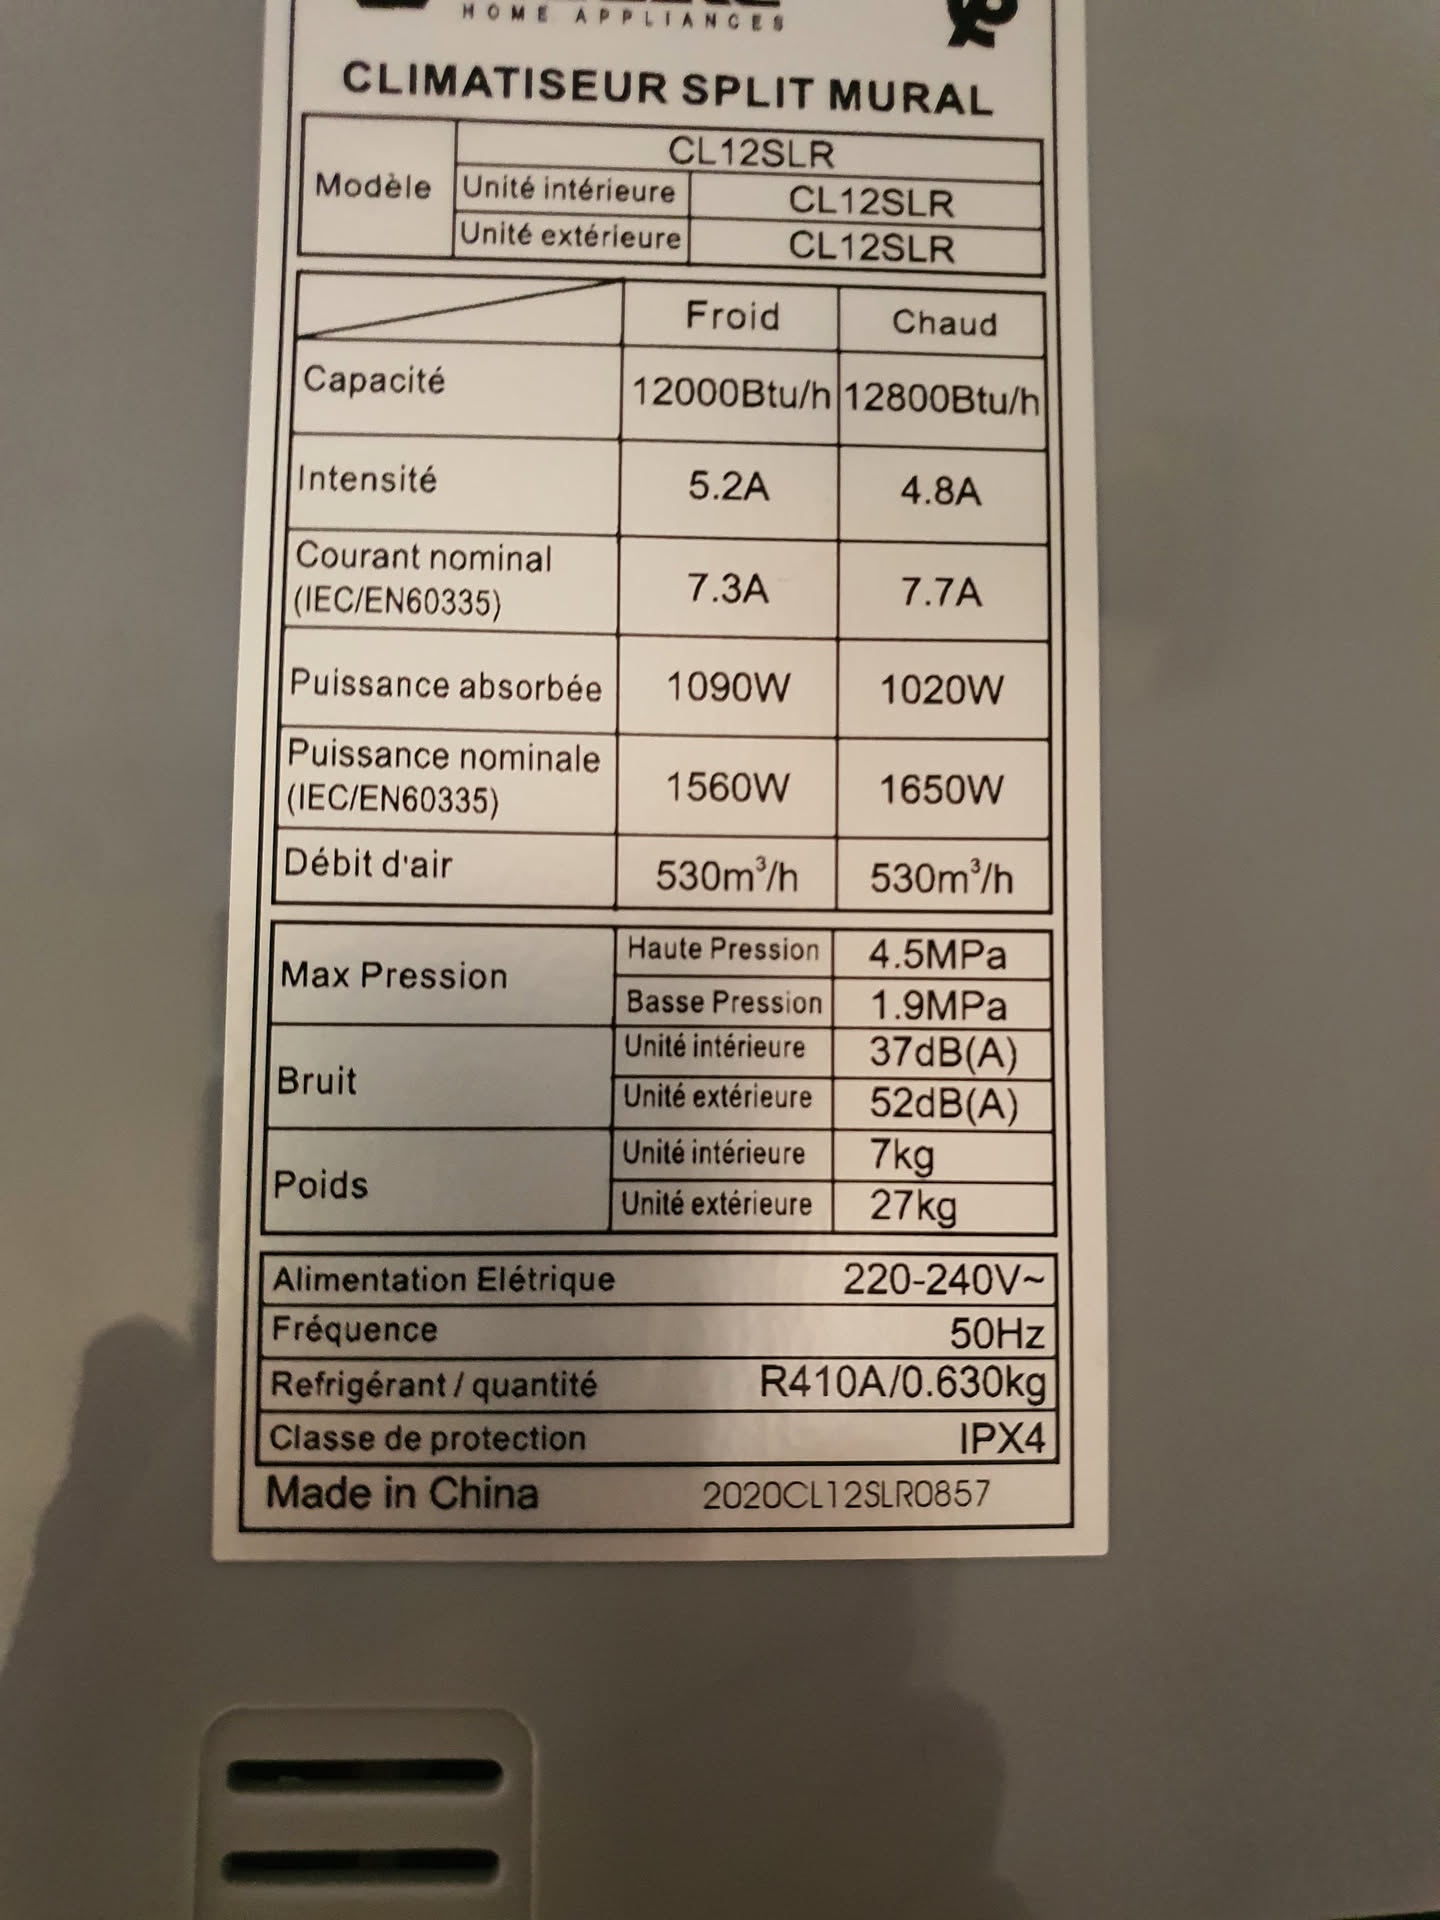 HOME APPLIANCES
CLIMATISEUR SPLIT MURAL
Modèle
CL12SLR
Unité intérieure CL12SLR
Unité extérieure CL12SLR
Froid Chaud
Capacité 12000Btu/h 12800Btu/h
Intensité 5.2A 4.8A
Courant nominal
(IEC/EN60335) 7.3A 7.7A
Puissance absorbée 1090W 1020W
Puissance nominale
(IEC/EN60335) 1560W 1650W
Débit d'air 530m³/h 530m³/h
Max Pression
Haute Pression 4.5MPa
Basse Pression 1.9MPa
Bruit
Unité intérieure 37dB(A)
Unité extérieure 52dB(A)
Poids
Unité intérieure 7kg
Unité extérieure 27kg
Alimentation Elétrique 220-240V~
Fréquence 50Hz
Refrigérant / quantité R410A/0.630kg
Classe de protection IPX4
Made in China 2020CL12SLR0857